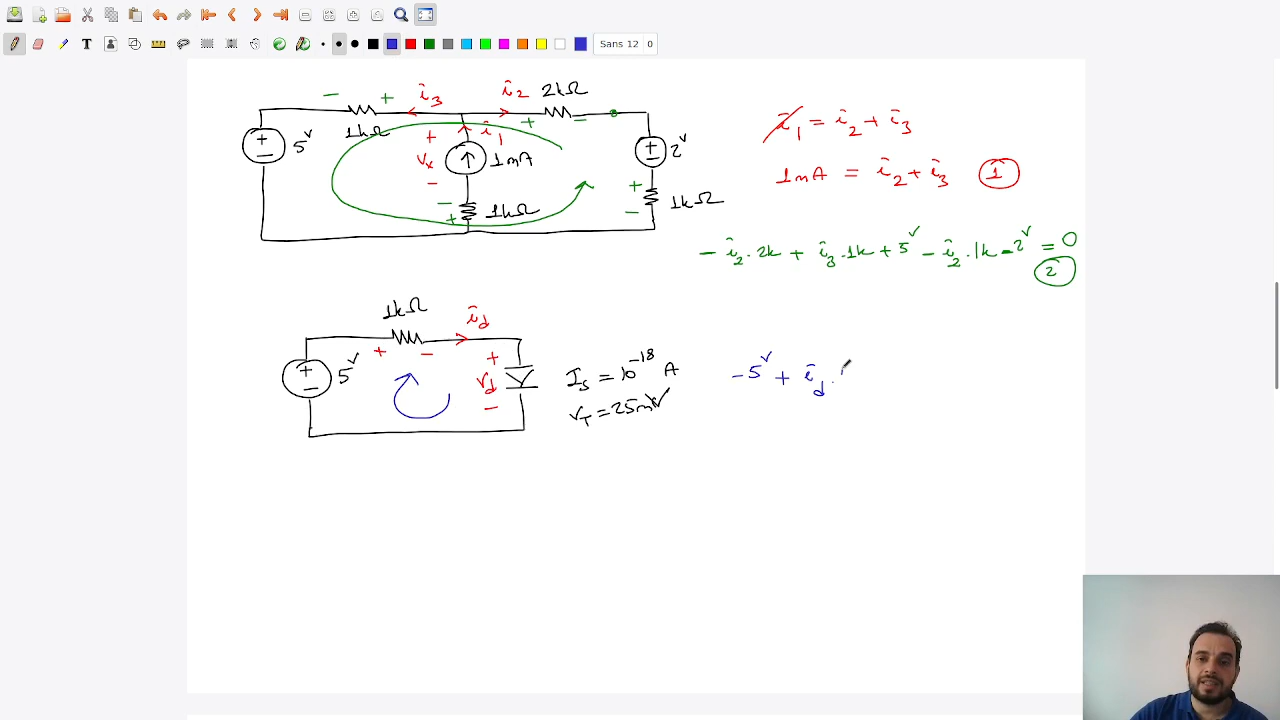 Sans 12 0
i3 i2 2kΩ
− + + −
1kΩ
5v
+ Vx −
i1
1mA
2v
− +
1kΩ
+ −
1kΩ
i1 = i2 + i3
1mA = i2 + i3 1
− i2 . 2k + i3 . 1k + 5v − i2 . 1k − 2v = 0
2
1kΩ
id
+ −
5v
+ Vd −
Is = 10^-18 A
VT = 25mV
− 5v + id .